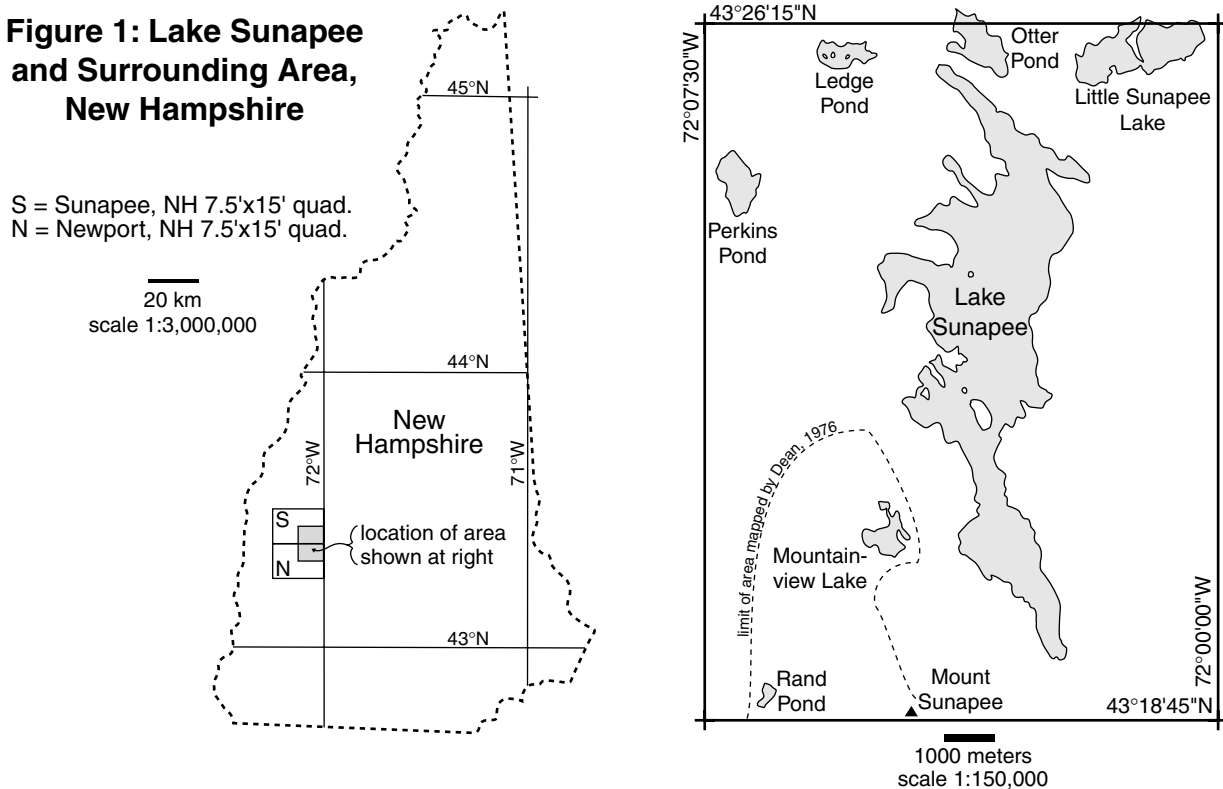 Figure 1: Lake Sunapee
and Surrounding Area,
New Hampshire
S = Sunapee, NH 7.5'x15' quad.
N = Newport, NH 7.5'x15' quad.
20 km
scale 1:3,000,000
45°N
44°N
New
Hampshire
72°W
71°W
S
N
location of area
shown at right
43°N
43°26'15"N
72°07'30"W
Ledge
Pond
Otter
Pond
Little Sunapee
Lake
Perkins
Pond
Lake
Sunapee
limit of area mapped by Dean, 1976
Mountain-
view Lake
Rand
Pond
Mount
Sunapee
72°00'00"W
43°18'45"N
1000 meters
scale 1:150,000